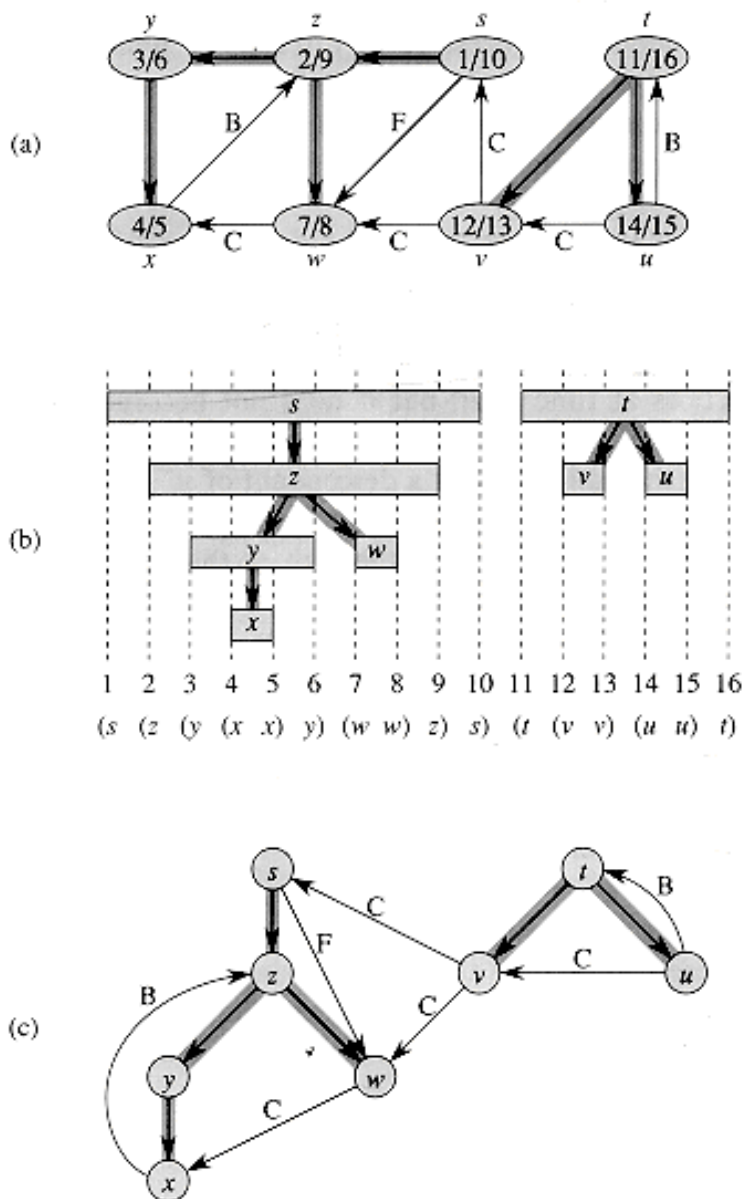 y z s t
3/6 2/9 1/10 11/16
(a) B F C B
4/5 C 7/8 C 12/13 C 14/15
x w v u
s t
z v u
(b) y w
x
1 2 3 4 5 6 7 8 9 10 11 12 13 14 15 16
(s (z (y (x x) y) (w w) z) s) (t (v v) (u u) t)
s t B
F C
B z v C u
C
(c) y w
C
x